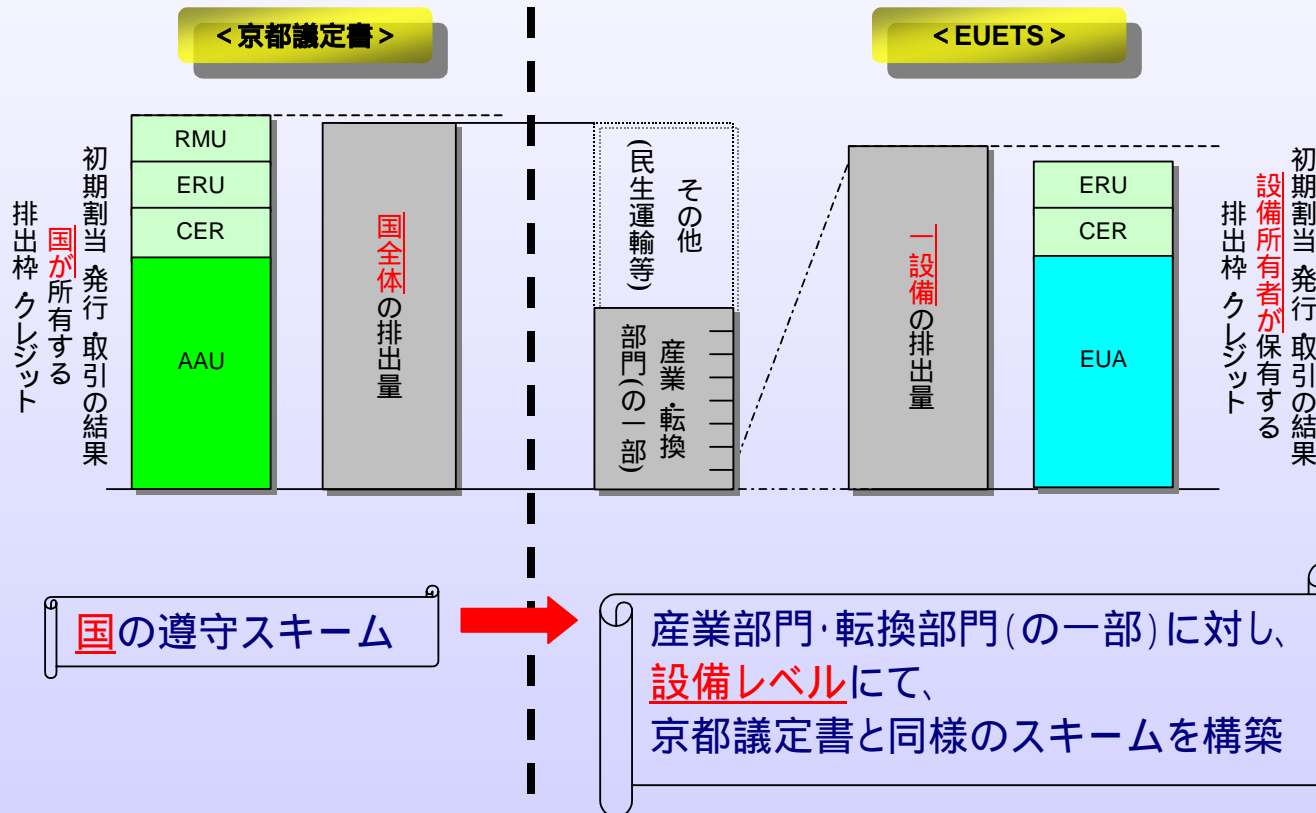 <京都議定書>
<EUETS>
初期割当・発行・取引の結果
国が所有する
排出枠・クレジット
RMU
ERU
CER
AAU
国全体の排出量
その他
(民生運輸等)
産業・転換
部門(の一部)
一設備の排出量
ERU
CER
EUA
初期割当・発行・取引の結果
設備所有者が保有する
排出枠・クレジット
国の遵守スキーム
産業部門・転換部門(の一部)に対し、
設備レベルにて、
京都議定書と同様のスキームを構築